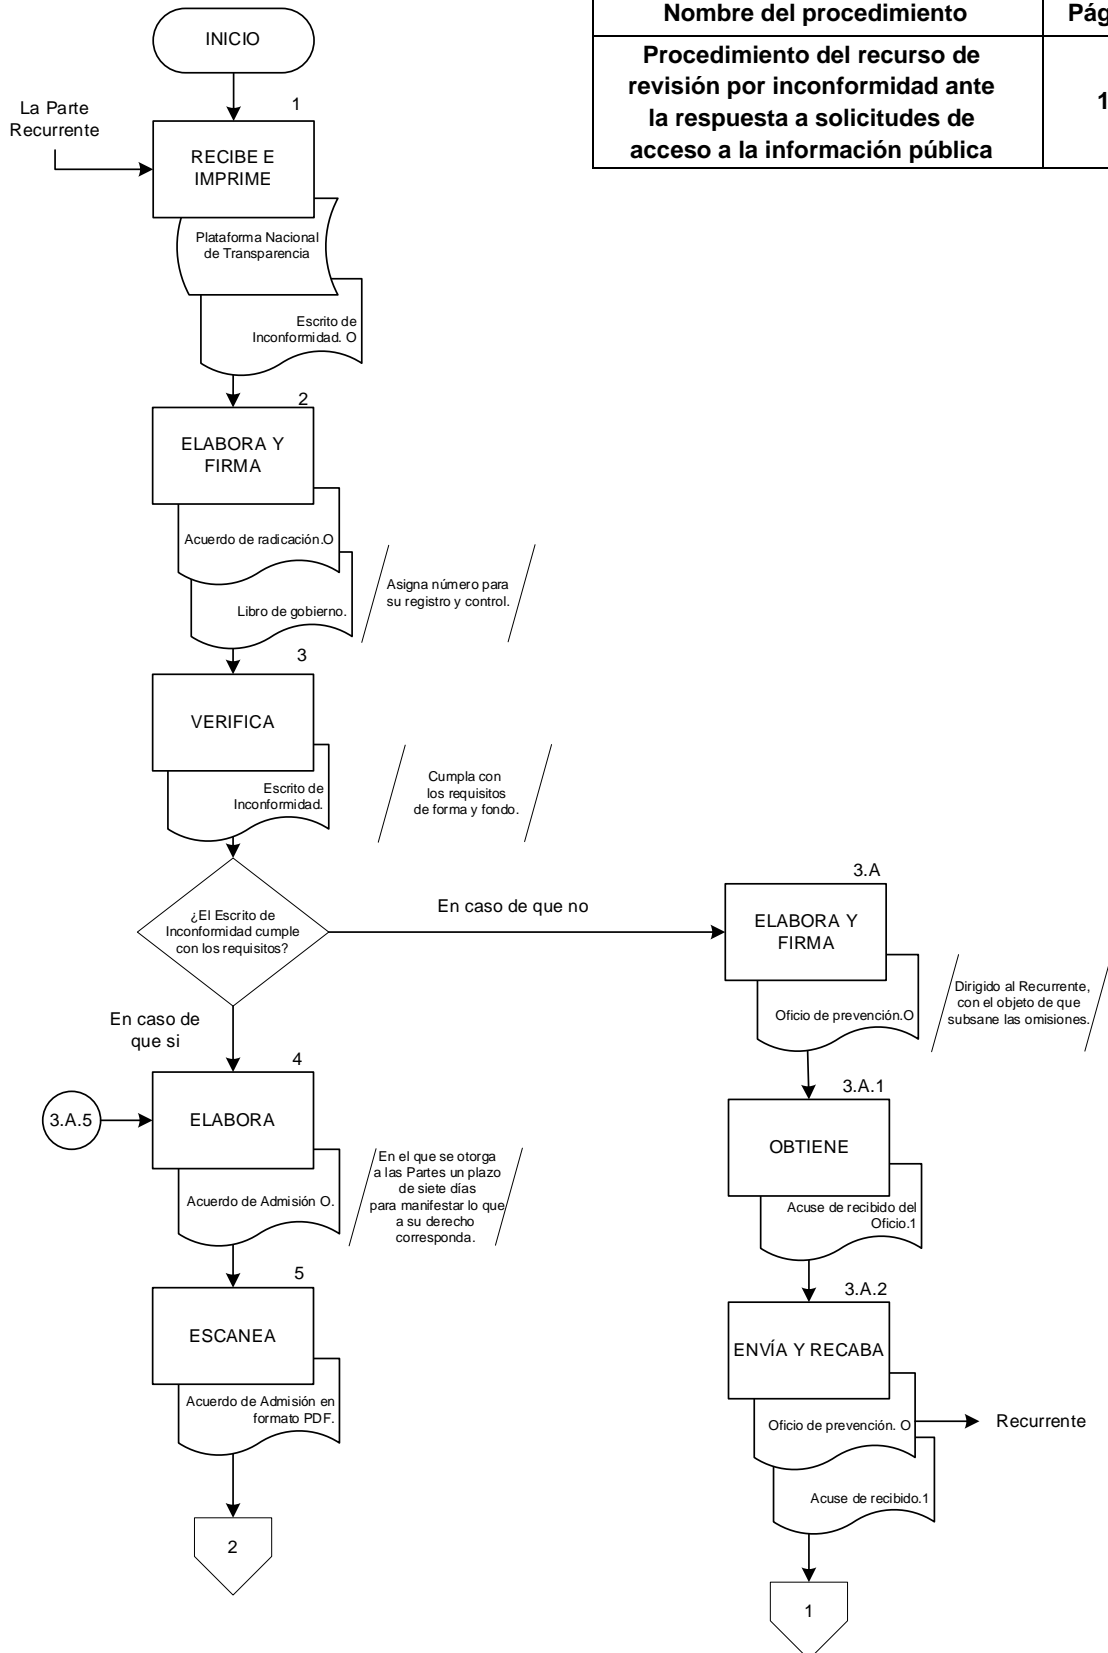 Nombre del procedimiento
Pág
Procedimiento del recurso de
revisión por inconformidad ante
la respuesta a solicitudes de
acceso a la información pública
1
INICIO
La Parte
Recurrente
1
RECIBE E
IMPRIME
Plataforma Nacional
de Transparencia
Escrito de
Inconformidad. O
2
ELABORA Y
FIRMA
Acuerdo de radicación.O
Libro de gobierno.
Asigna número para
su registro y control.
3
VERIFICA
Escrito de
Inconformidad.
Cumpla con
los requisitos
de forma y fondo.
¿El Escrito de
Inconformidad cumple
con los requisitos?
En caso de que no
En caso de
que si
4
3.A.5
ELABORA
Acuerdo de Admisión O.
En el que se otorga
a las Partes un plazo
de siete días
para manifestar lo que
a su derecho
corresponda.
5
ESCANEA
Acuerdo de Admisión en
formato PDF.
2
3.A
ELABORA Y
FIRMA
Oficio de prevención.O
Dirigido al Recurrente,
con el objeto de que
subsane las omisiones.
3.A.1
OBTIENE
Acuse de recibido del
Oficio.1
3.A.2
ENVÍA Y RECABA
Oficio de prevención. O
Recurrente
Acuse de recibido.1
1